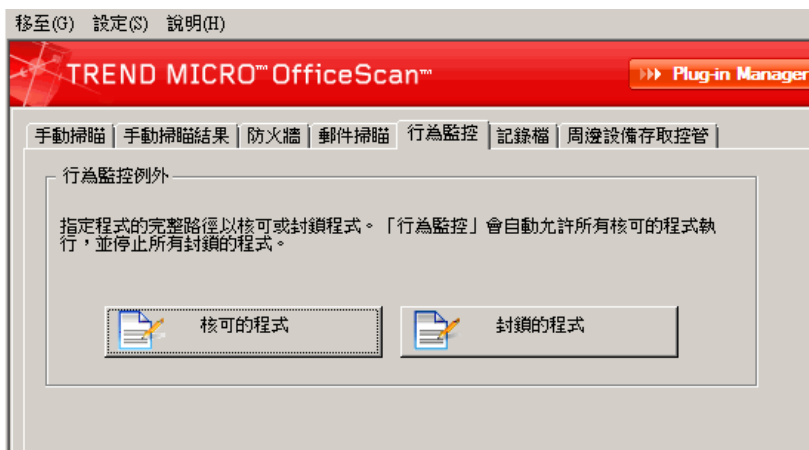 移至(G) 設定(S) 說明(H)
TREND MICRO™ OfficeScan™
Plug-in Manager
手動掃瞄 手動掃瞄結果 防火牆 郵件掃瞄 行為監控 記錄檔 周邊設備存取控管
行為監控例外
指定程式的完整路徑以核可或封鎖程式。「行為監控」會自動允許所有核可的程式執
行，並停止所有封鎖的程式。
核可的程式 封鎖的程式